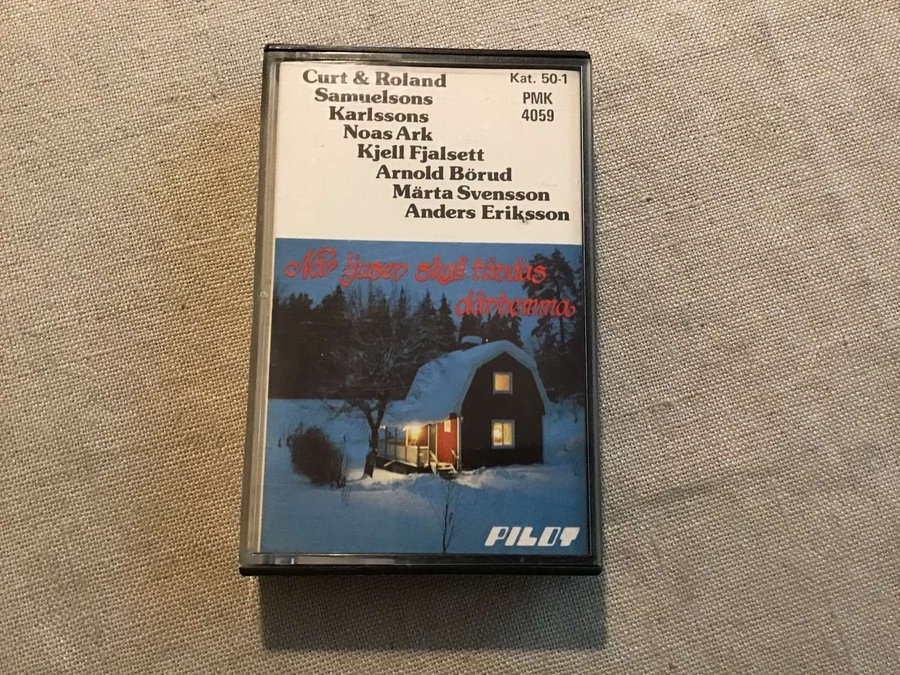 Curt & Roland
Samuelsons
Karlssons
Noas Ark
Kjell Fjalsett
Arnold Börud
Märta Svensson
Anders Eriksson
Kat. 50-1
PMK
4059
När ljusen skall tändas
därhemma
PILOT